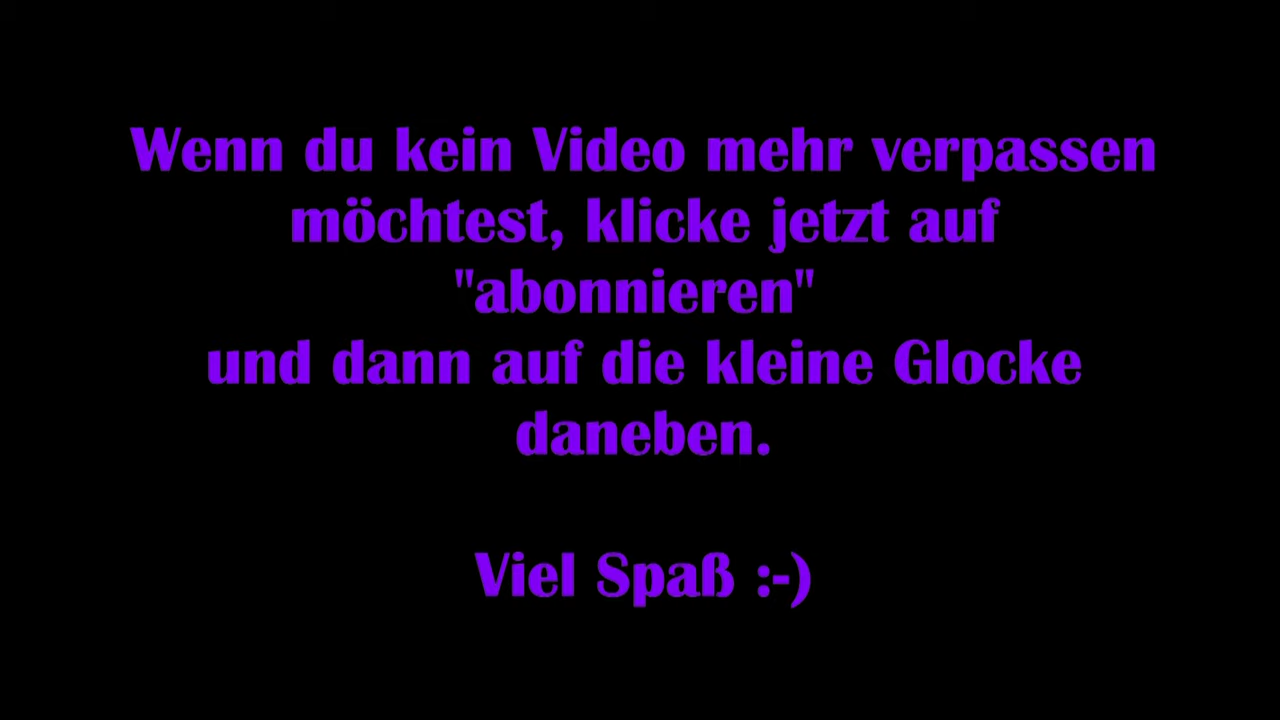 Wenn du kein Video mehr verpassen
möchtest, klicke jetzt auf
"abonnieren"
und dann auf die kleine Glocke
daneben.
Viel Spaß :-)